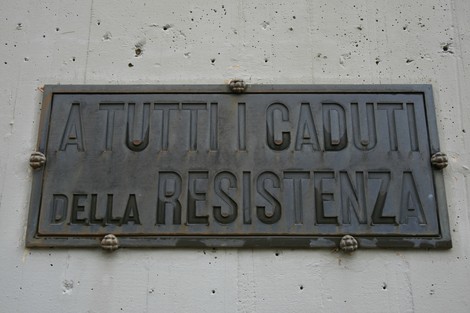 A TUTTI I CADUTI
DELLA RESISTENZA